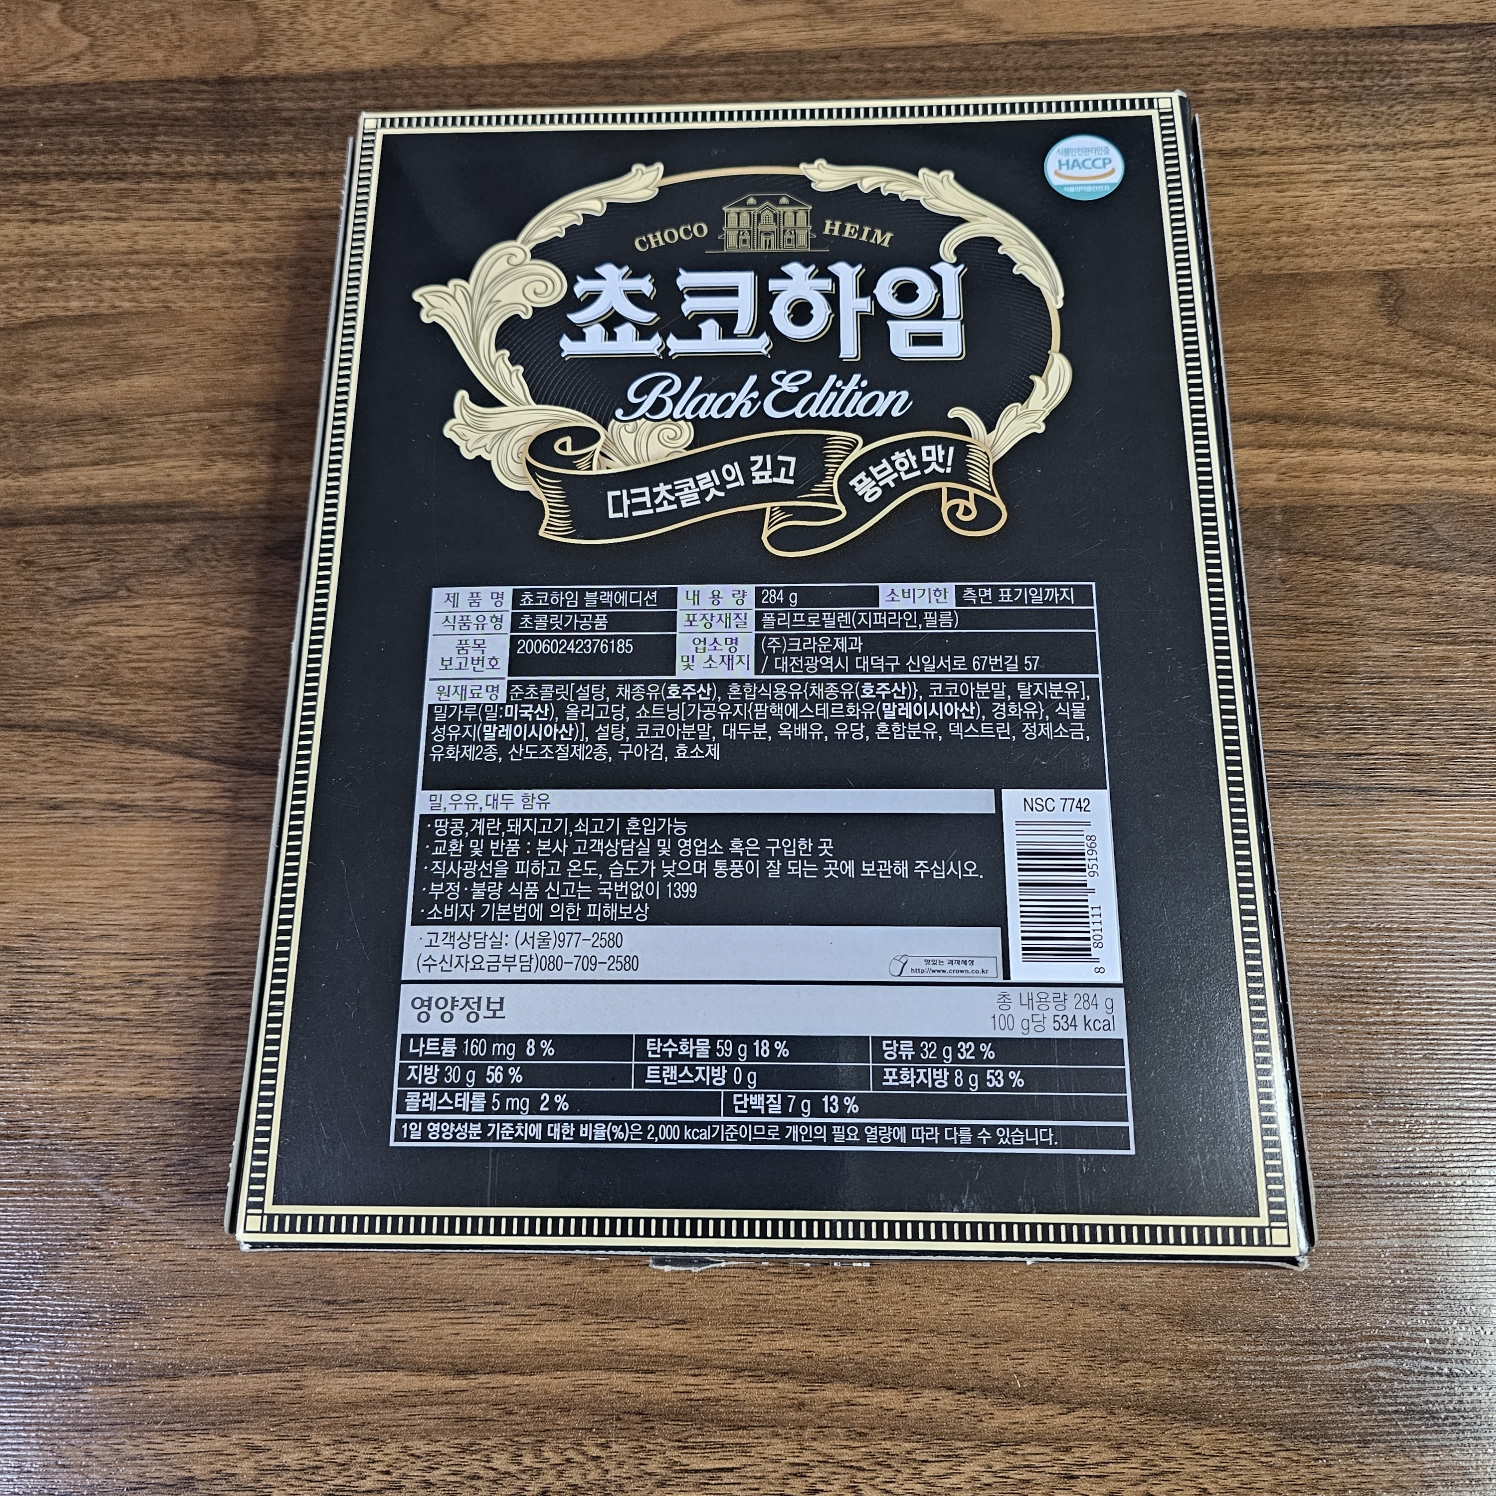 식품안전관리인증
HACCP
식품의약품안전처
CHOCO HEIM
쵸코하임
Black Edition
다크초콜릿의 깊고 풍부한 맛!
제 품 명 쵸코하임 블랙에디션 내 용 량 284 g 소비기한 측면 표기일까지
식품유형 초콜릿가공품 포장재질 폴리프로필렌(지퍼라인,필름)
품목 보고번호 20060242376185 업소명 및 소재지 (주)크라운제과
/ 대전광역시 대덕구 신일서로 67번길 57
원재료명 준초콜릿[설탕, 채종유(호주산), 혼합식용유{채종유(호주산)}, 코코아분말, 탈지분유],
밀가루(밀:미국산), 올리고당, 쇼트닝[가공유지{팜핵에스테르화유(말레이시아산), 경화유}, 식물
성유지(말레이시아산)], 설탕, 코코아분말, 대두분, 옥배유, 유당, 혼합분유, 덱스트린, 정제소금,
유화제2종, 산도조절제2종, 구아검, 효소제
밀,우유,대두 함유
·땅콩,계란,돼지고기,쇠고기 혼입가능
·교환 및 반품 : 본사 고객상담실 및 영업소 혹은 구입한 곳
·직사광선을 피하고 온도, 습도가 낮으며 통풍이 잘 되는 곳에 보관해 주십시오.
·부정·불량 식품 신고는 국번없이 1399
·소비자 기본법에 의한 피해보상
·고객상담실: (서울)977-2580
(수신자요금부담)080-709-2580
맛있는 과자세상
http://www.crown.co.kr
NSC 7742
8 801111 951968
영양정보
총 내용량 284 g
100 g당 534 kcal
나트륨 160 mg 8 % 탄수화물 59 g 18 % 당류 32 g 32 %
지방 30 g 56 % 트랜스지방 0 g 포화지방 8 g 53 %
콜레스테롤 5 mg 2 % 단백질 7 g 13 %
1일 영양성분 기준치에 대한 비율(%)은 2,000 kcal기준이므로 개인의 필요 열량에 따라 다를 수 있습니다.